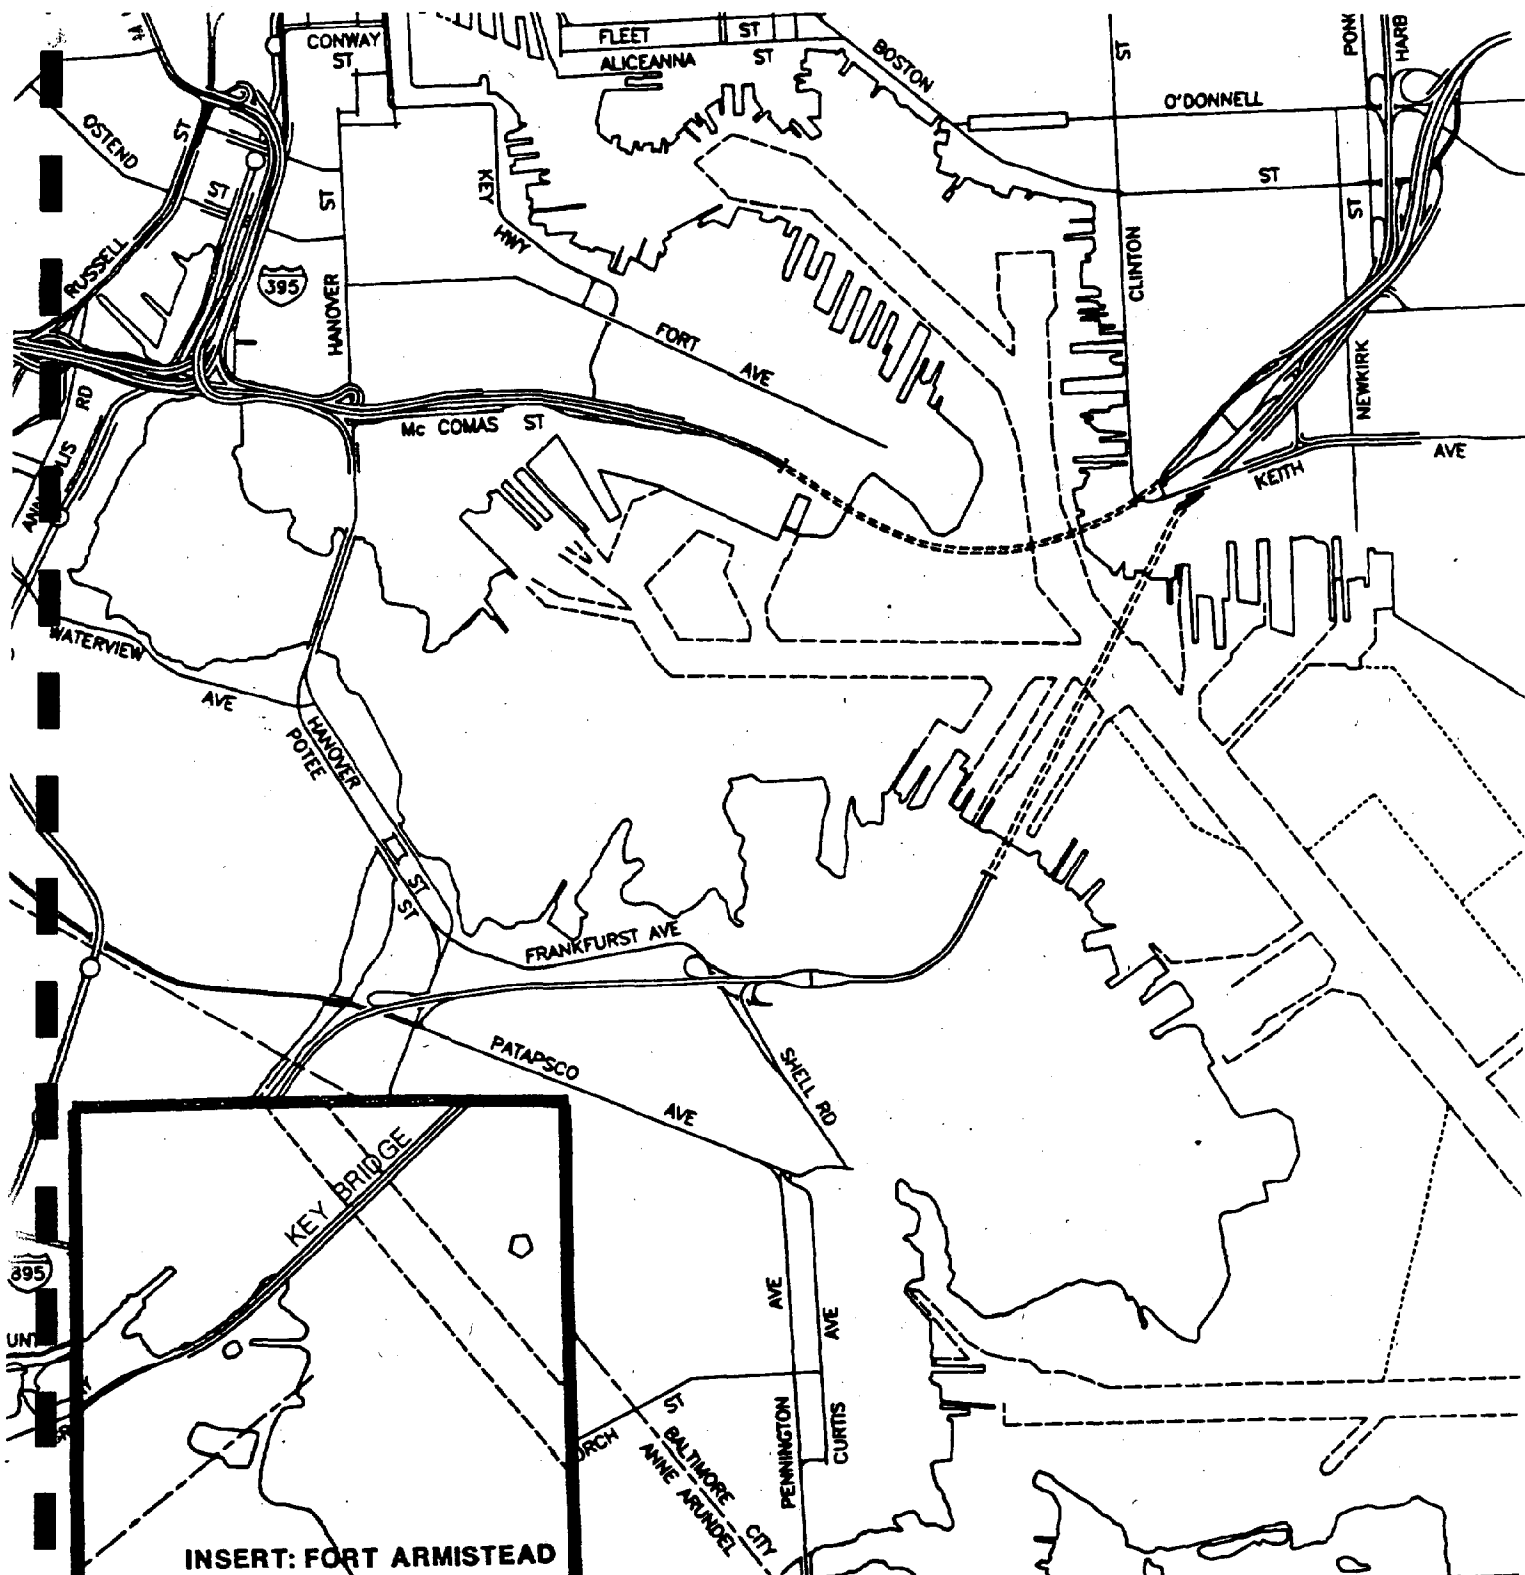 CONWAY
ST
FLEET
ST
ALICEANNA
ST
BOSTON
ST
HARB
O'DONNELL
OSTEND
ST
ST
KEY
HWY
ST
ST
ST
CLINTON
RUSSELL
395
HANOVER
FORT
AVE
NEWKIRK
RD
Mc COMAS ST
KEITH
AVE
WATERVIEW
AVE
HANOVER
POTEE
ST
ST
FRANKFURST AVE
PATAPSCO
AVE
SHELL RD
KEY BRIDGE
895
AVE
AVE
ST
PENNINGTON
CURTIS
BALTIMORE CITY
ANNE ARUNDEL
INSERT: FORT ARMISTEAD